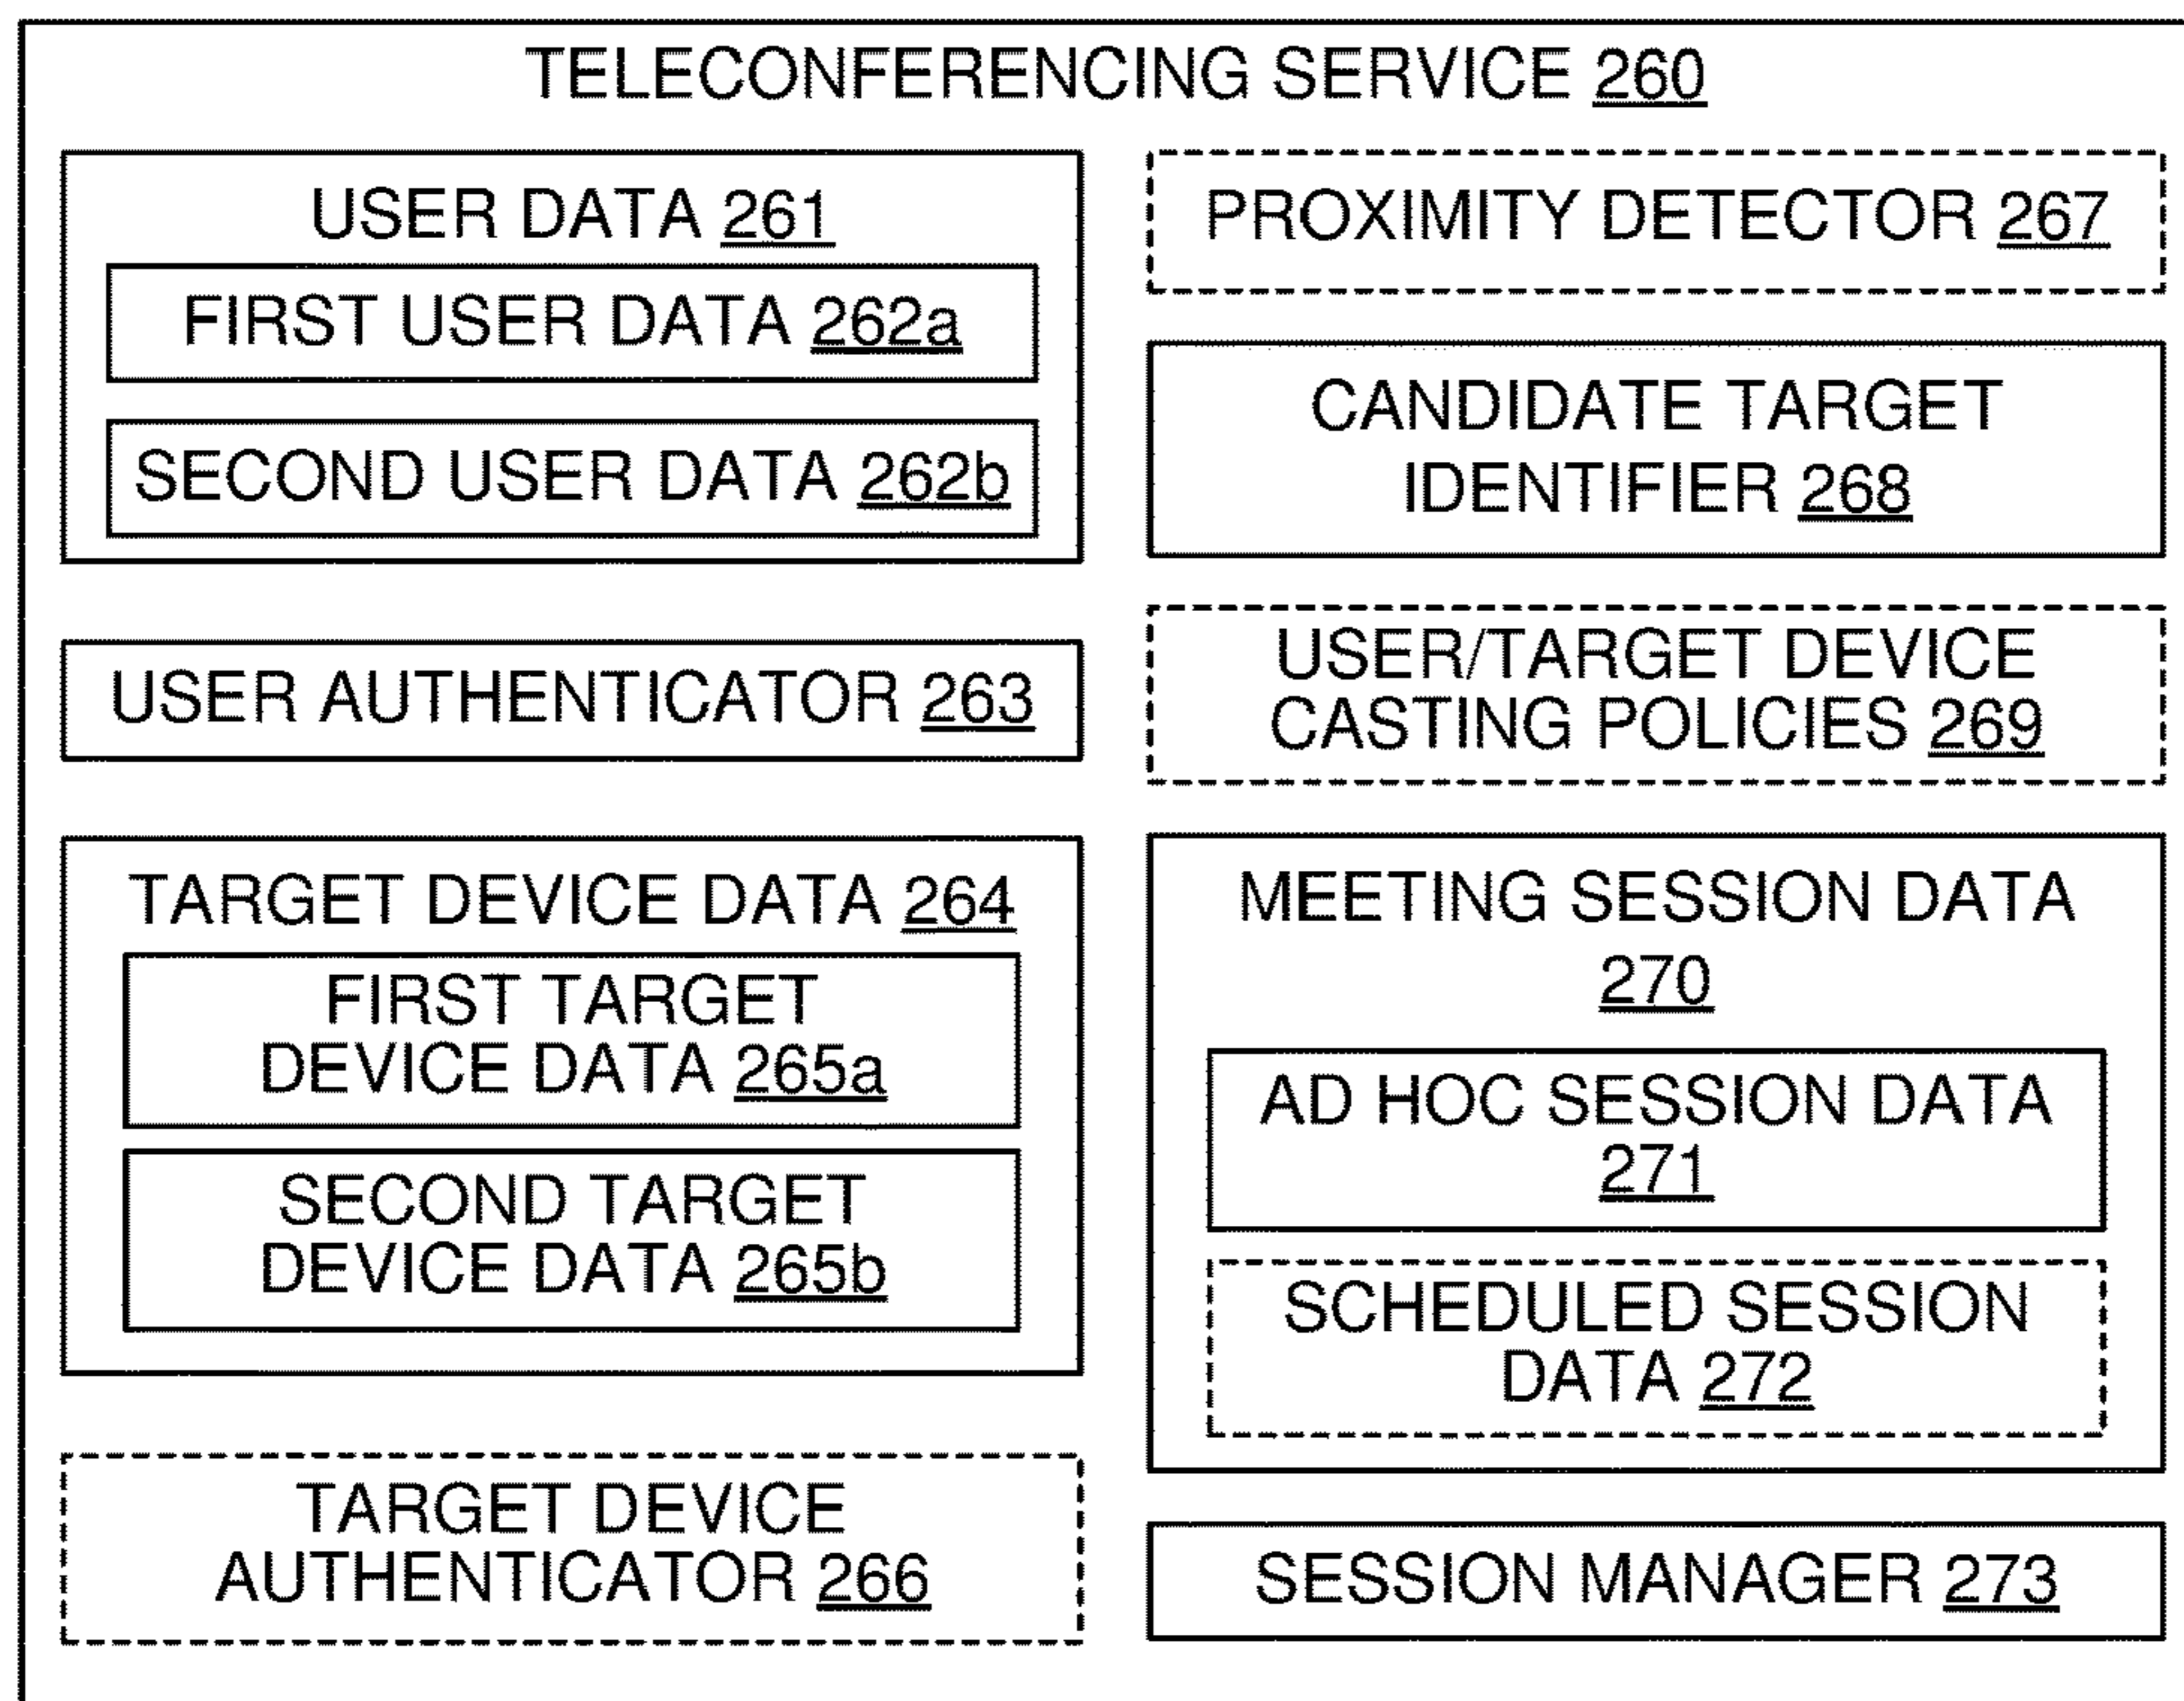 TELECONFERENCING SERVICE 260
USER DATA 261
FIRST USER DATA 262a
SECOND USER DATA 262b
USER AUTHENTICATOR 263
TARGET DEVICE DATA 264
FIRST TARGET
DEVICE DATA 265a
SECOND TARGET
DEVICE DATA 265b
TARGET DEVICE
AUTHENTICATOR 266
PROXIMITY DETECTOR 267
CANDIDATE TARGET
IDENTIFIER 268
USER/TARGET DEVICE
CASTING POLICIES 269
MEETING SESSION DATA
270
AD HOC SESSION DATA
271
SCHEDULED SESSION
DATA 272
SESSION MANAGER 273